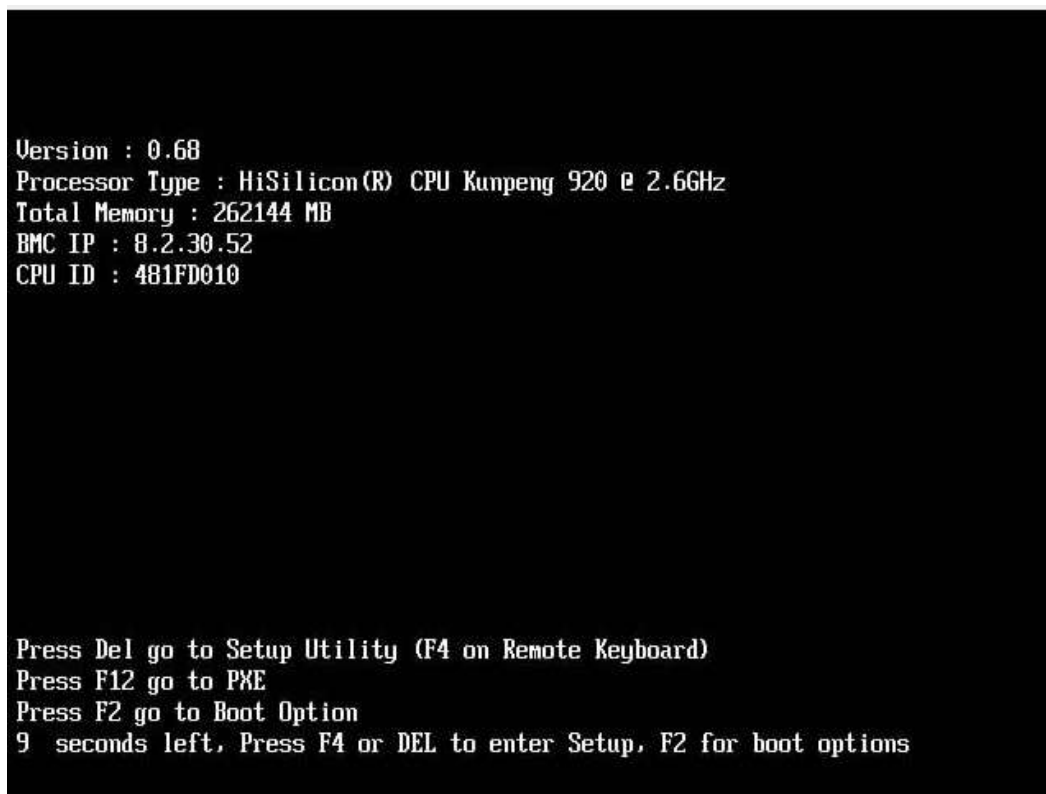 Version : 0.68
Processor Type : HiSilicon(R) CPU Kunpeng 920 @ 2.6GHz
Total Memory : 262144 MB
BMC IP : 8.2.30.52
CPU ID : 481FD010
Press Del go to Setup Utility (F4 on Remote Keyboard)
Press F12 go to PXE
Press F2 go to Boot Option
9  seconds left, Press F4 or DEL to enter Setup, F2 for boot options